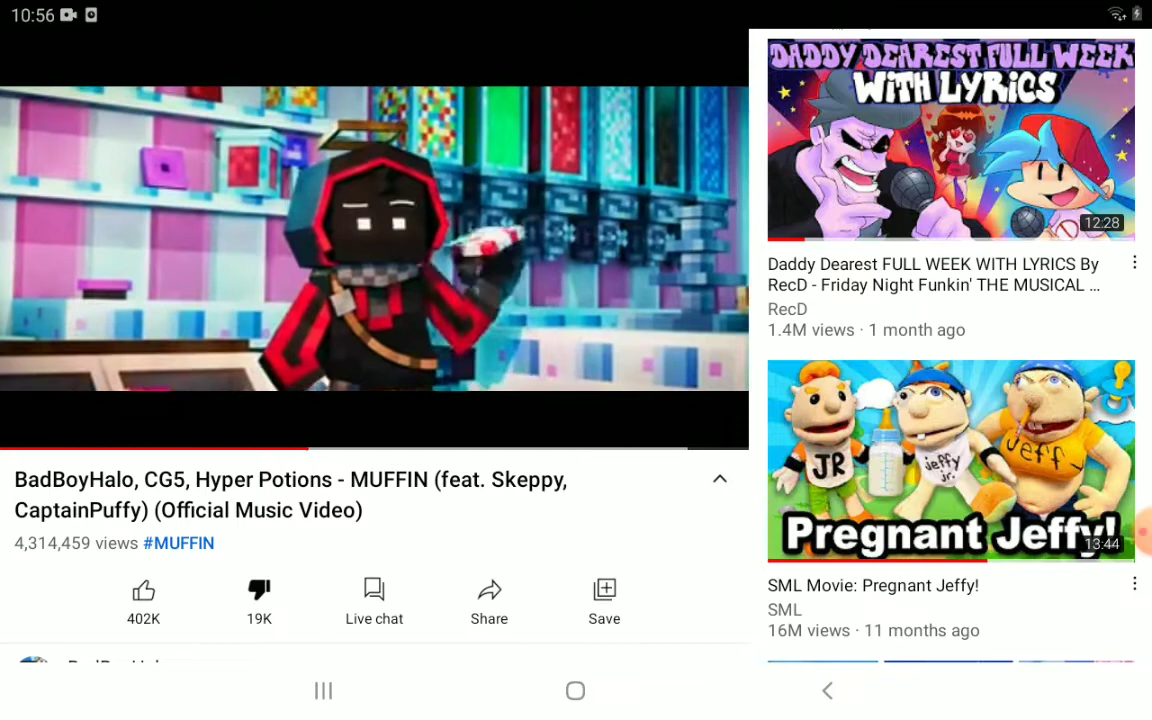 10:56
DADDY DEAREST FULL WEEK
WITH LYRICS
12:28
Daddy Dearest FULL WEEK WITH LYRICS By
RecD - Friday Night Funkin' THE MUSICAL ...
RecD
1.4M views · 1 month ago
JR
jeffy
jr.
jeff
Pregnant Jeffy!
13:44
SML Movie: Pregnant Jeffy!
SML
16M views · 11 months ago
BadBoyHalo, CG5, Hyper Potions - MUFFIN (feat. Skeppy,
CaptainPuffy) (Official Music Video)
4,314,459 views #MUFFIN
402K
19K
Live chat
Share
Save